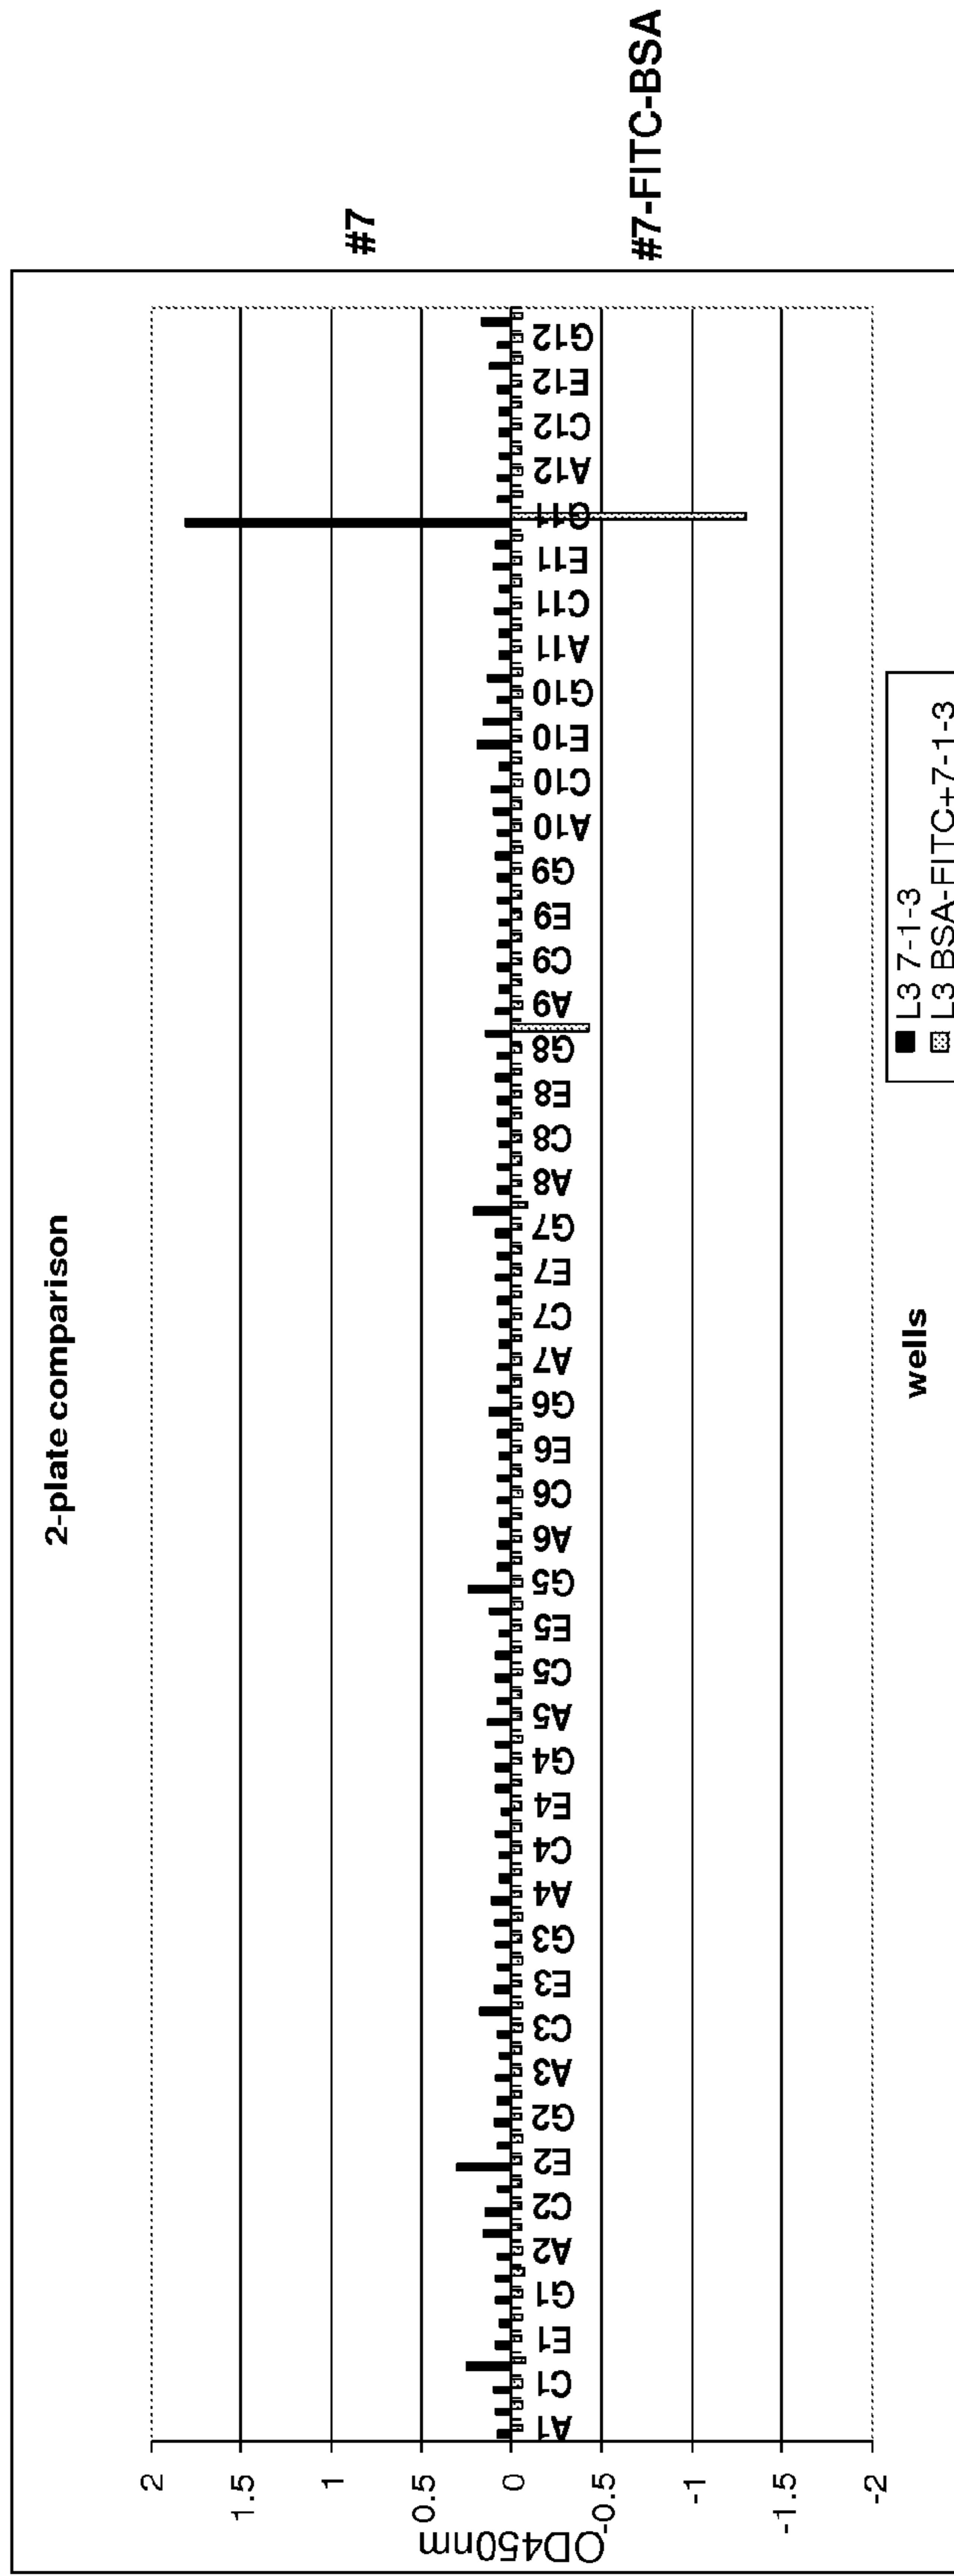 2-plate comparison
OD450nm
2
1.5
1
0.5
0
-0.5
-1
-1.5
-2
A1 C1 E1 G1 A2 C2 E2 G2 A3 C3 E3 G3 A4 C4 E4 G4 A5 C5 E5 G5 A6 C6 E6 G6 A7 C7 E7 G7 A8 C8 E8 G8 A9 C9 E9 G9 A10 C10 E10 G10 A11 C11 E11 G11 A12 C12 E12 G12
wells
L3 7-1-3
L3 BSA-FITC+7-1-3
#7
#7-FITC-BSA